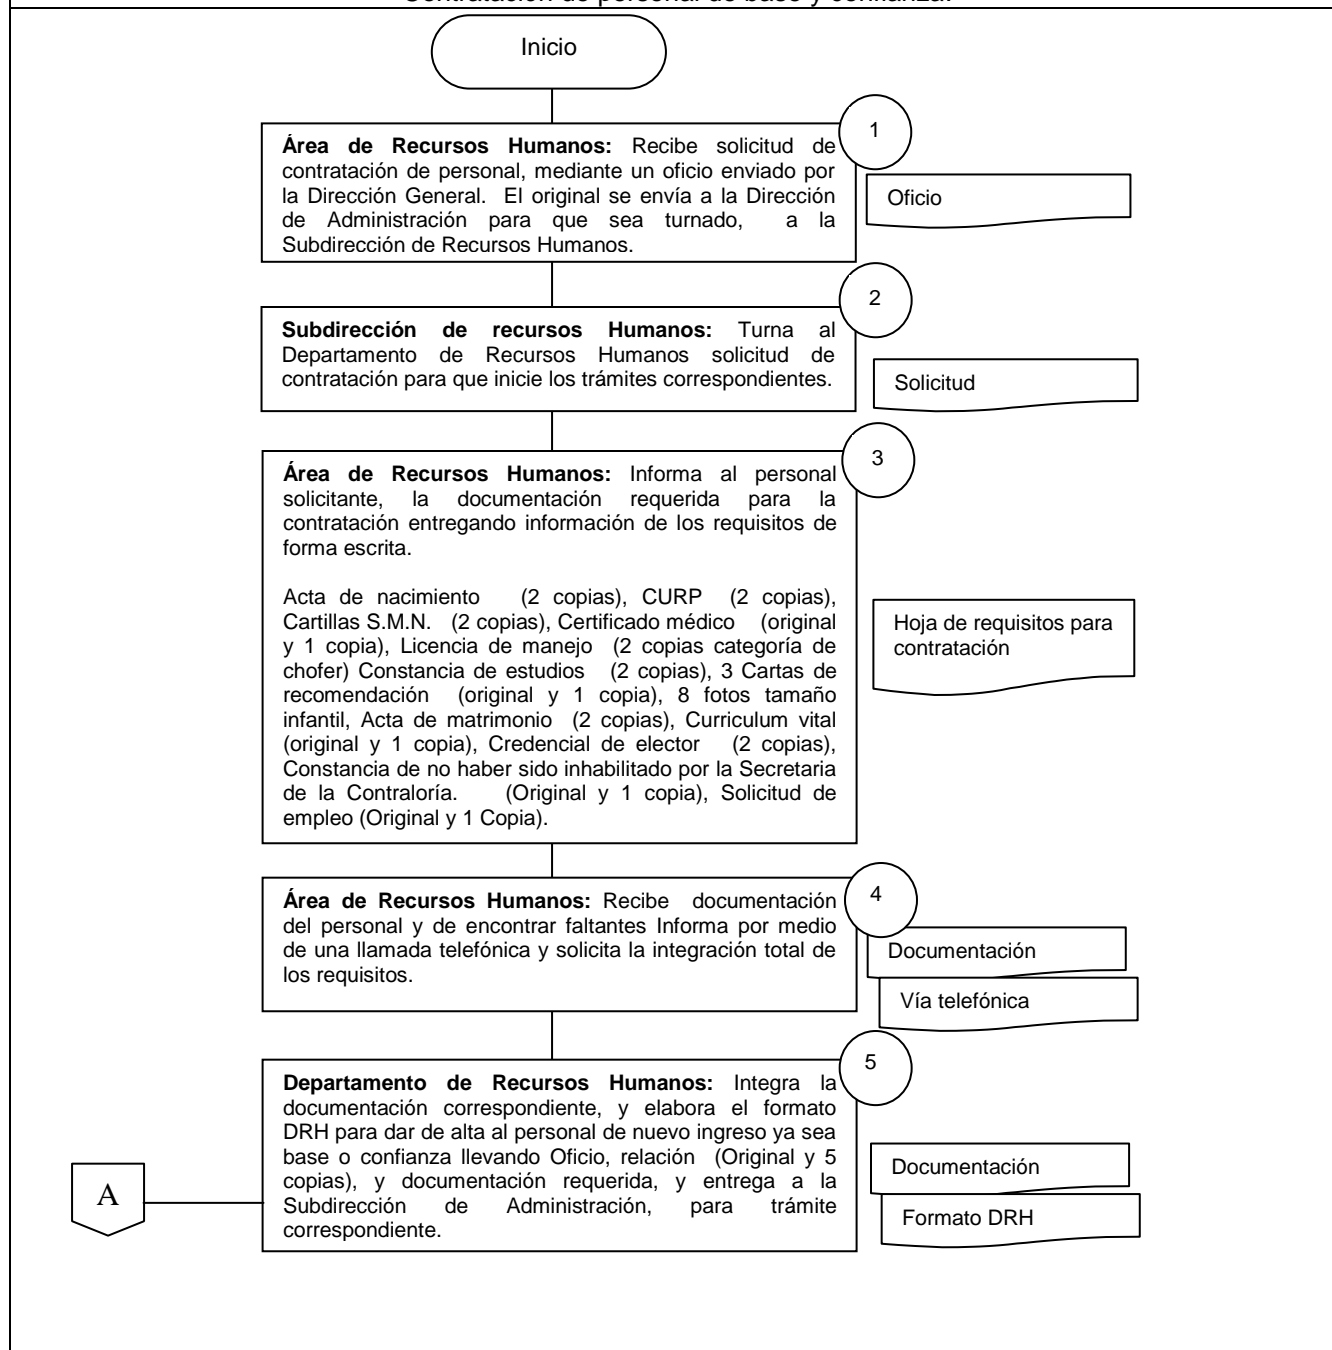 Contratación de personal de base y confianza.
Inicio
1
Área de Recursos Humanos: Recibe solicitud de
contratación de personal, mediante un oficio enviado por
la Dirección General. El original se envía a la Dirección
de Administración para que sea turnado, a la
Subdirección de Recursos Humanos.
Oficio
2
Subdirección de recursos Humanos: Turna al
Departamento de Recursos Humanos solicitud de
contratación para que inicie los trámites correspondientes.
Solicitud
3
Área de Recursos Humanos: Informa al personal
solicitante, la documentación requerida para la
contratación entregando información de los requisitos de
forma escrita.
Acta de nacimiento (2 copias), CURP (2 copias),
Cartillas S.M.N. (2 copias), Certificado médico (original
y 1 copia), Licencia de manejo (2 copias categoría de
chofer) Constancia de estudios (2 copias), 3 Cartas de
recomendación (original y 1 copia), 8 fotos tamaño
infantil, Acta de matrimonio (2 copias), Curriculum vital
(original y 1 copia), Credencial de elector (2 copias),
Constancia de no haber sido inhabilitado por la Secretaria
de la Contraloría. (Original y 1 copia), Solicitud de
empleo (Original y 1 Copia).
Hoja de requisitos para
contratación
4
Área de Recursos Humanos: Recibe documentación
del personal y de encontrar faltantes Informa por medio
de una llamada telefónica y solicita la integración total de
los requisitos.
Documentación
Vía telefónica
5
Departamento de Recursos Humanos: Integra la
documentación correspondiente, y elabora el formato
DRH para dar de alta al personal de nuevo ingreso ya sea
base o confianza llevando Oficio, relación (Original y 5
copias), y documentación requerida, y entrega a la
Subdirección de Administración, para trámite
correspondiente.
Documentación
Formato DRH
A